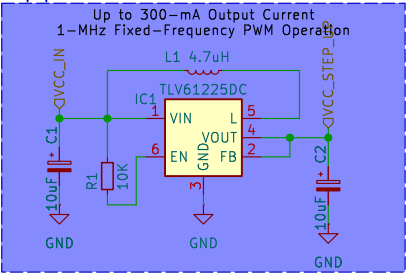 Up to 300-mA Output Current
1-MHz Fixed-Frequency PWM Operation
VCC_IN
VCC_STEP_UP
L1 4.7uH
IC1
TLV61225DC
1
VIN
L
5
VOUT
4
6
EN
GND
FB
2
3
C1
10uF
R1
10K
C2
10uF
GND
GND
GND